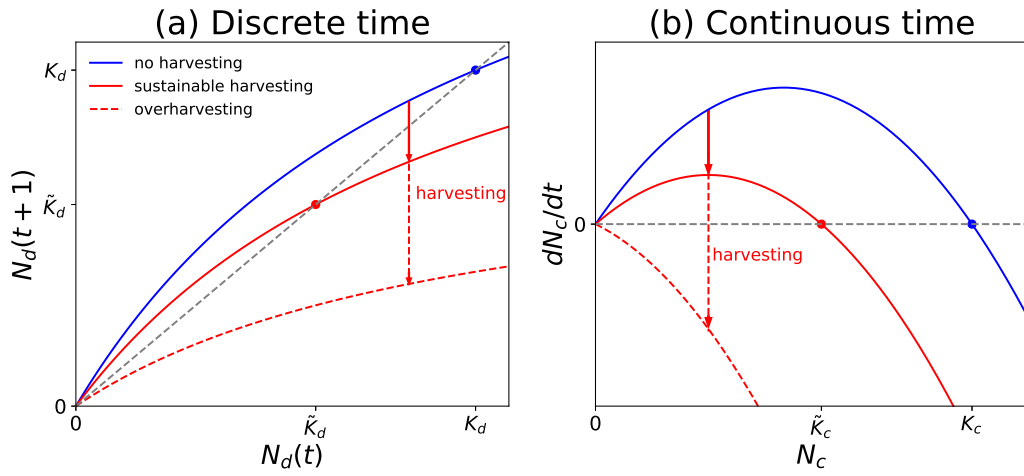 (a) Discrete time
(b) Continuous time
no harvesting
sustainable harvesting
overharvesting
K_d
K̃_d
0
N_d(t + 1)
harvesting
0
K̃_d
K_d
N_d(t)
dN_c/dt
0
harvesting
0
K̃_c
K_c
N_c